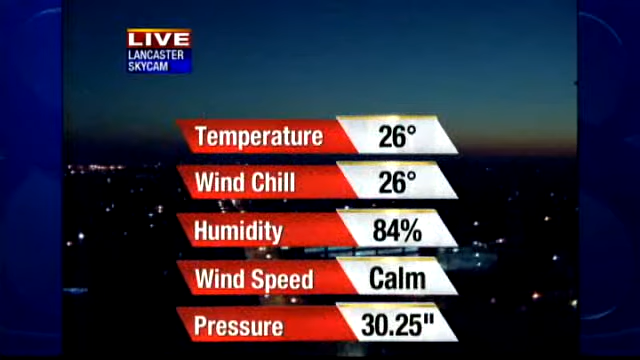 LIVE
LANCASTER
SKYCAM
Temperature 26°
Wind Chill 26°
Humidity 84%
Wind Speed Calm
Pressure 30.25"